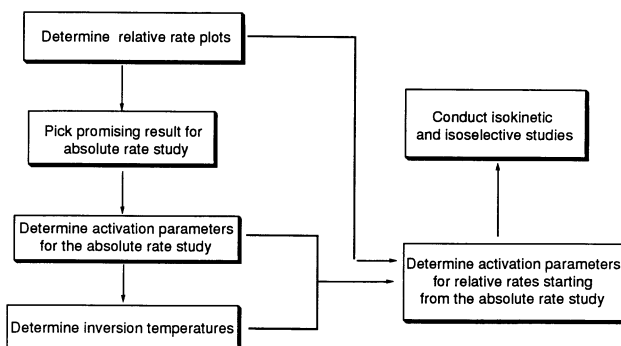 Determine relative rate plots
Pick promising result for
absolute rate study
Determine activation parameters
for the absolute rate study
Determine inversion temperatures
Conduct isokinetic
and isoselective studies
Determine activation parameters
for relative rates starting
from the absolute rate study